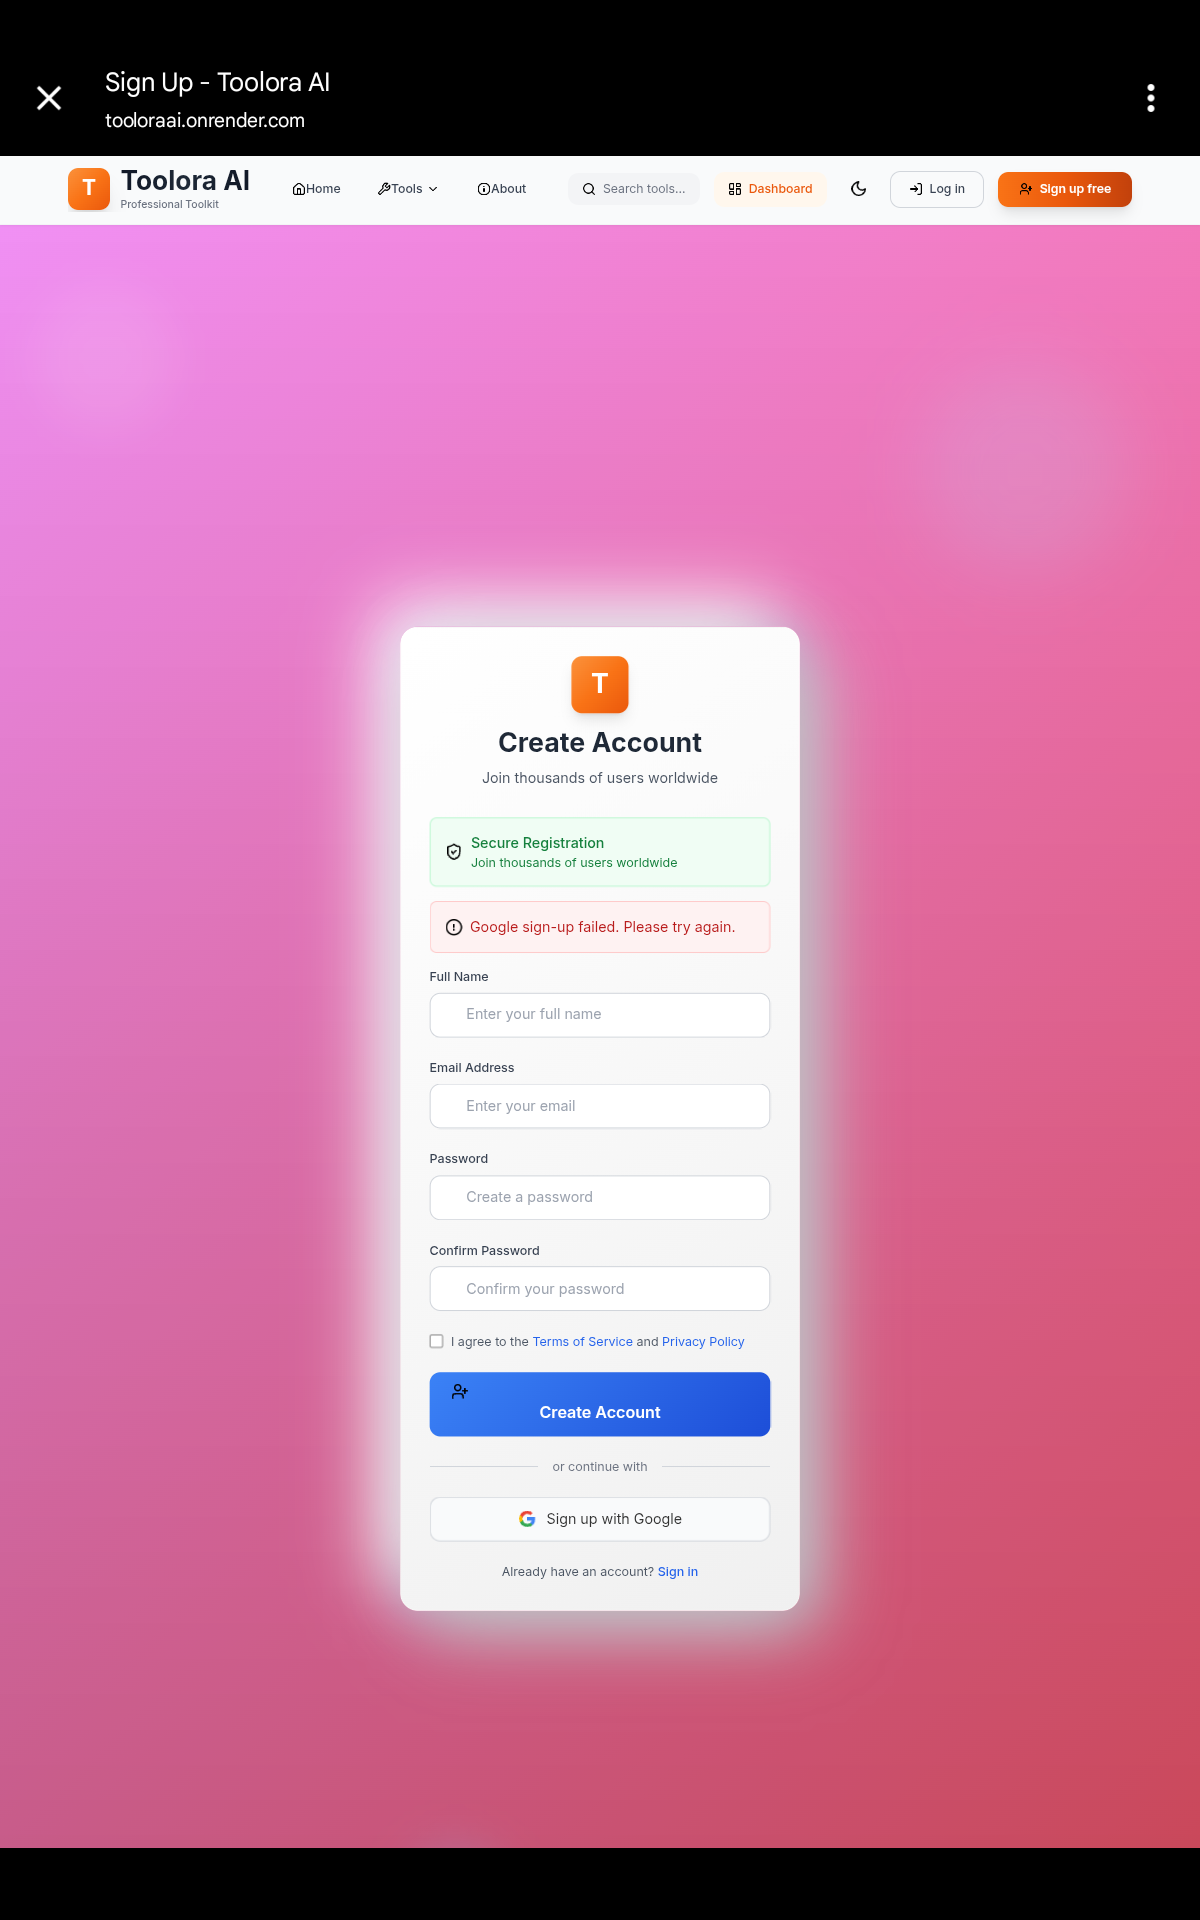 Sign Up - Toolora AI
tooloraai.onrender.com
T
Toolora AI
Professional Toolkit
Home
Tools
About
Search tools...
Dashboard
Log in
Sign up free
T
Create Account
Join thousands of users worldwide
Secure Registration
Join thousands of users worldwide
Google sign-up failed. Please try again.
Full Name
Enter your full name
Email Address
Enter your email
Password
Create a password
Confirm Password
Confirm your password
I agree to the Terms of Service and Privacy Policy
Create Account
or continue with
Sign up with Google
Already have an account? Sign in